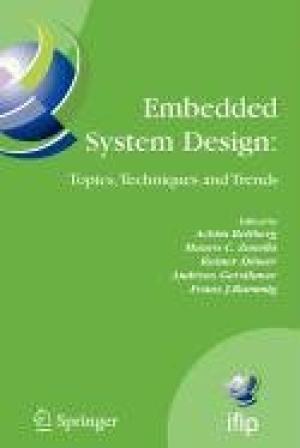 Embedded
System Design:
Topics, Techniques and Trends
Edited by
Achim Rettberg
Mauro C. Zanella
Rainer Dömer
Andreas Gerstlauer
Franz J. Rammig
Springer
ifip